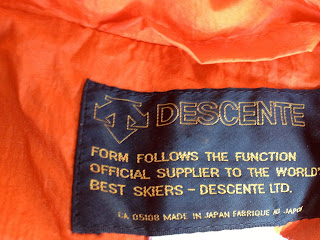 DESCENTE
FORM FOLLOWS THE FUNCTION
OFFICIAL SUPPLIER TO THE WORLD'
BEST SKIERS - DESCENTE LTD.
CA 05108 MADE IN JAPAN FABRIQUE AU JAPON